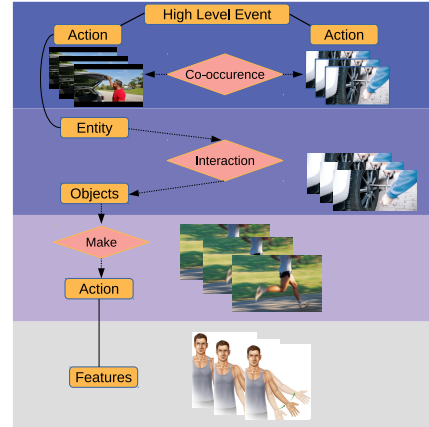 High Level Event
Action
Action
Co-occurence
Entity
Interaction
Objects
Make
Action
Features